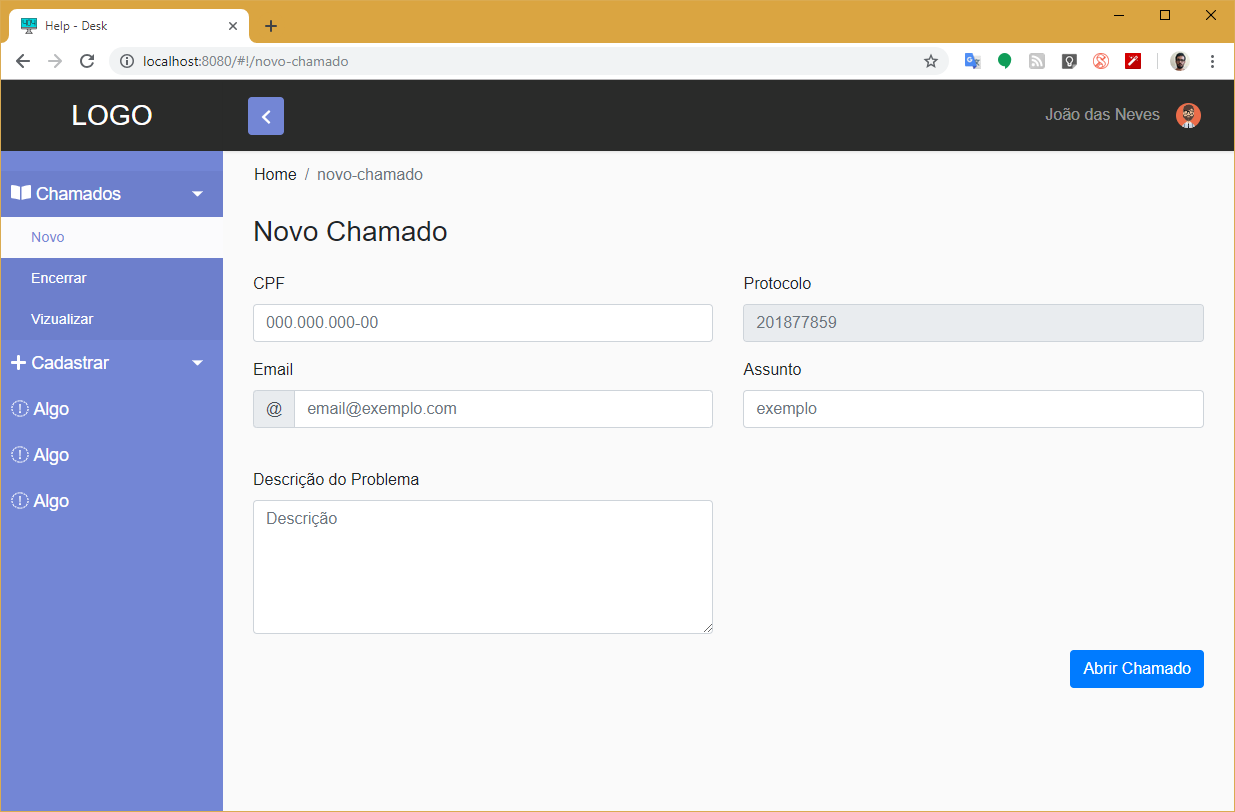 Help - Desk
localhost:8080/#!/novo-chamado
LOGO
João das Neves
Chamados
Novo
Encerrar
Vizualizar
Cadastrar
Algo
Algo
Algo
Home / novo-chamado
Novo Chamado
CPF
000.000.000-00
Protocolo
201877859
Email
@ email@exemplo.com
Assunto
exemplo
Descrição do Problema
Descrição
Abrir Chamado